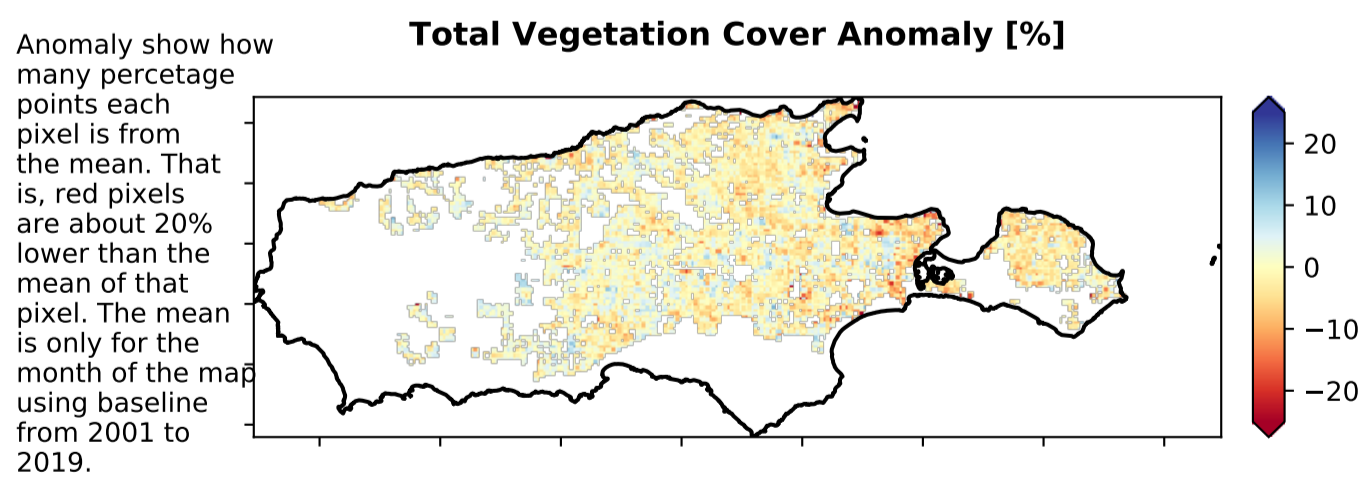 Total Vegetation Cover Anomaly [%]
Anomaly show how
many percetage
points each
pixel is from
the mean. That
is, red pixels
are about 20%
lower than the
mean of that
pixel. The mean
is only for the
month of the map
using baseline
from 2001 to
2019.
20
10
0
−10
−20